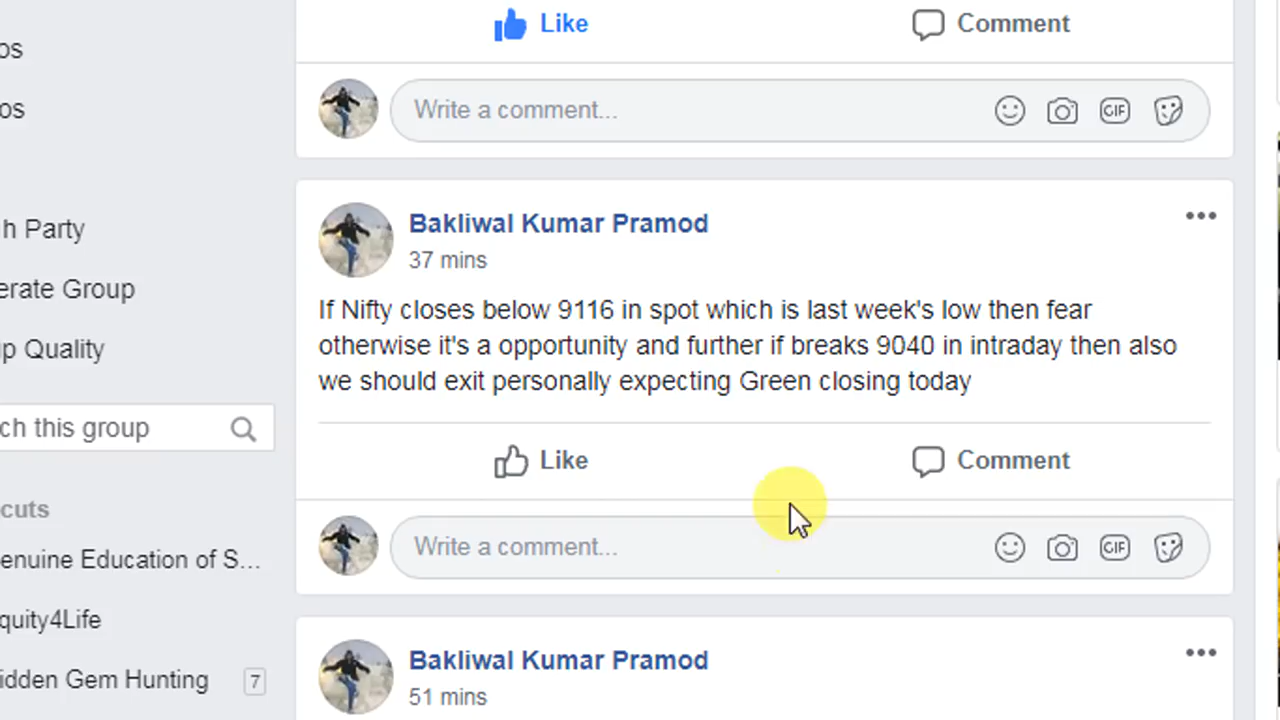 Like
Comment
os
Write a comment...
GIF
os
h Party
Bakliwal Kumar Pramod
37 mins
erate Group
If Nifty closes below 9116 in spot which is last week's low then fear
otherwise it's a opportunity and further if breaks 9040 in intraday then also
we should exit personally expecting Green closing today
p Quality
ch this group
Like
Comment
cuts
enuine Education of S...
Write a comment...
GIF
quity4Life
idden Gem Hunting
7
Bakliwal Kumar Pramod
51 mins